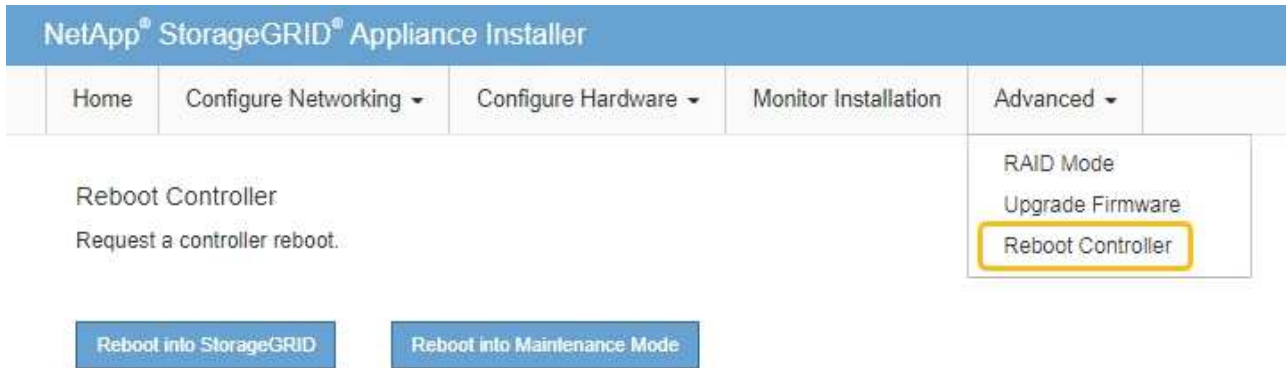 NetApp® StorageGRID® Appliance Installer
Home Configure Networking Configure Hardware Monitor Installation Advanced
RAID Mode
Upgrade Firmware
Reboot Controller
Reboot Controller
Request a controller reboot.
Reboot into StorageGRID Reboot into Maintenance Mode